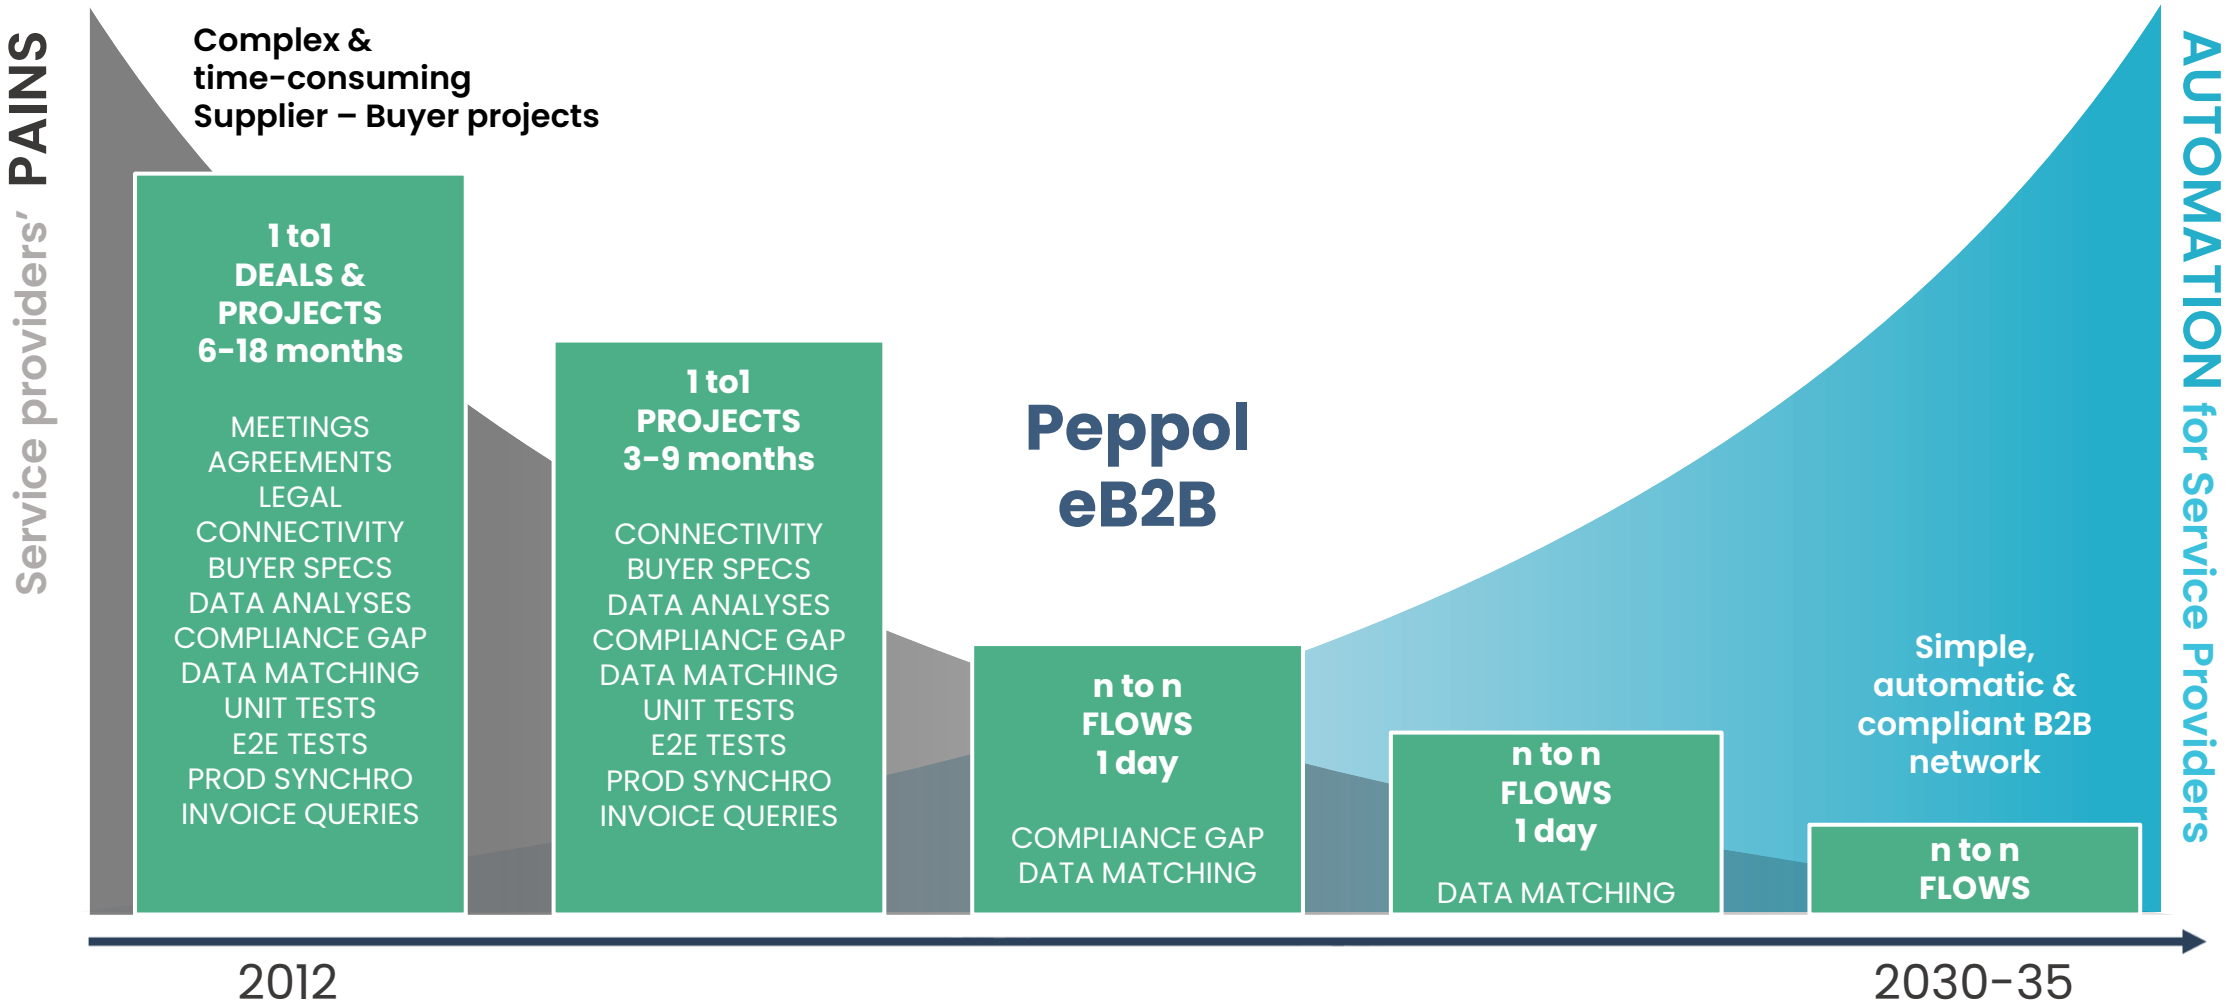 Service providers' PAINS
Complex &
time-consuming
Supplier – Buyer projects
1 to1
DEALS &
PROJECTS
6-18 months
MEETINGS
AGREEMENTS
LEGAL
CONNECTIVITY
BUYER SPECS
DATA ANALYSES
COMPLIANCE GAP
DATA MATCHING
UNIT TESTS
E2E TESTS
PROD SYNCHRO
INVOICE QUERIES
1 to1
PROJECTS
3-9 months
CONNECTIVITY
BUYER SPECS
DATA ANALYSES
COMPLIANCE GAP
DATA MATCHING
UNIT TESTS
E2E TESTS
PROD SYNCHRO
INVOICE QUERIES
Peppol
eB2B
n to n
FLOWS
1 day
COMPLIANCE GAP
DATA MATCHING
n to n
FLOWS
1 day
DATA MATCHING
Simple,
automatic &
compliant B2B
network
n to n
FLOWS
AUTOMATION for Service Providers
2012
2030-35